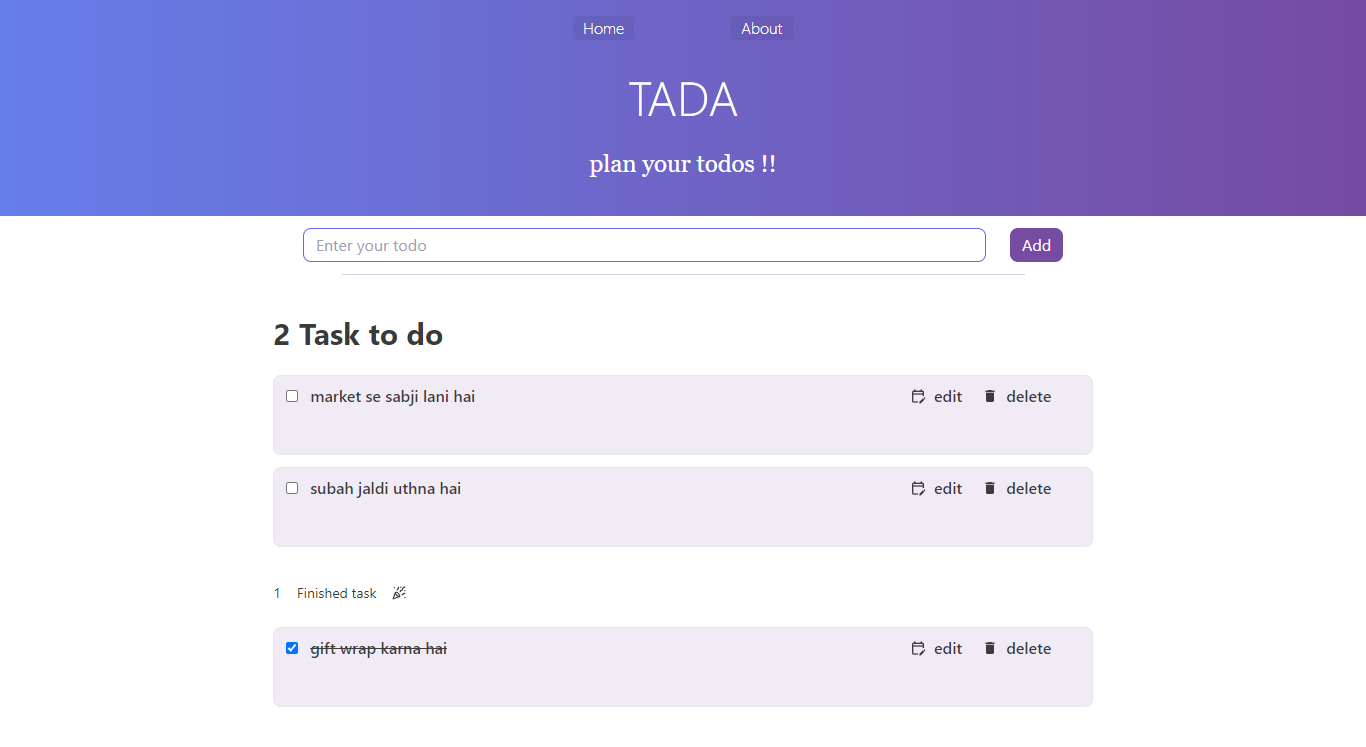 Home About
TADA
plan your todos !!
Enter your todo Add
2 Task to do
market se sabji lani hai edit delete
subah jaldi uthna hai edit delete
1 Finished task
gift wrap karna hai edit delete